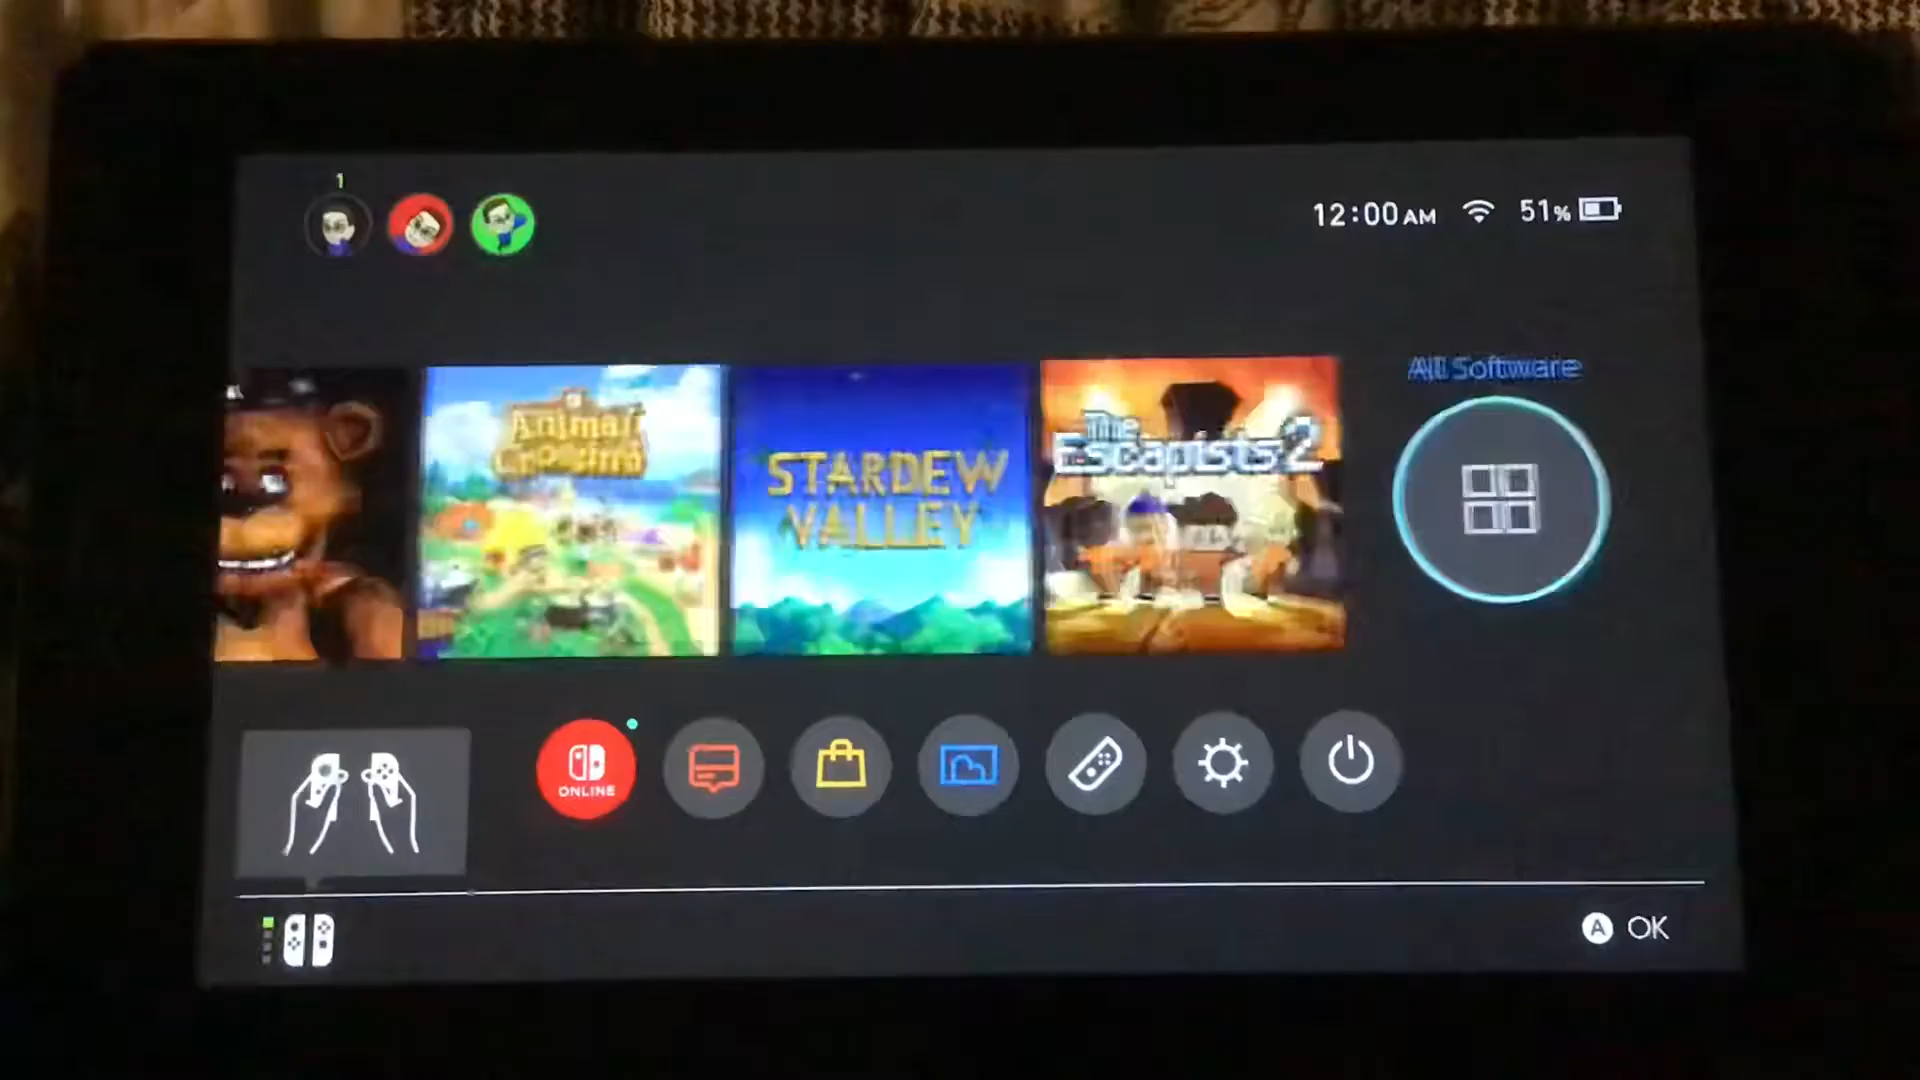 1
12:00 AM 51%
All Software
Animal
Crossing
STARDEW
VALLEY
The
Escapists 2
ONLINE
A OK